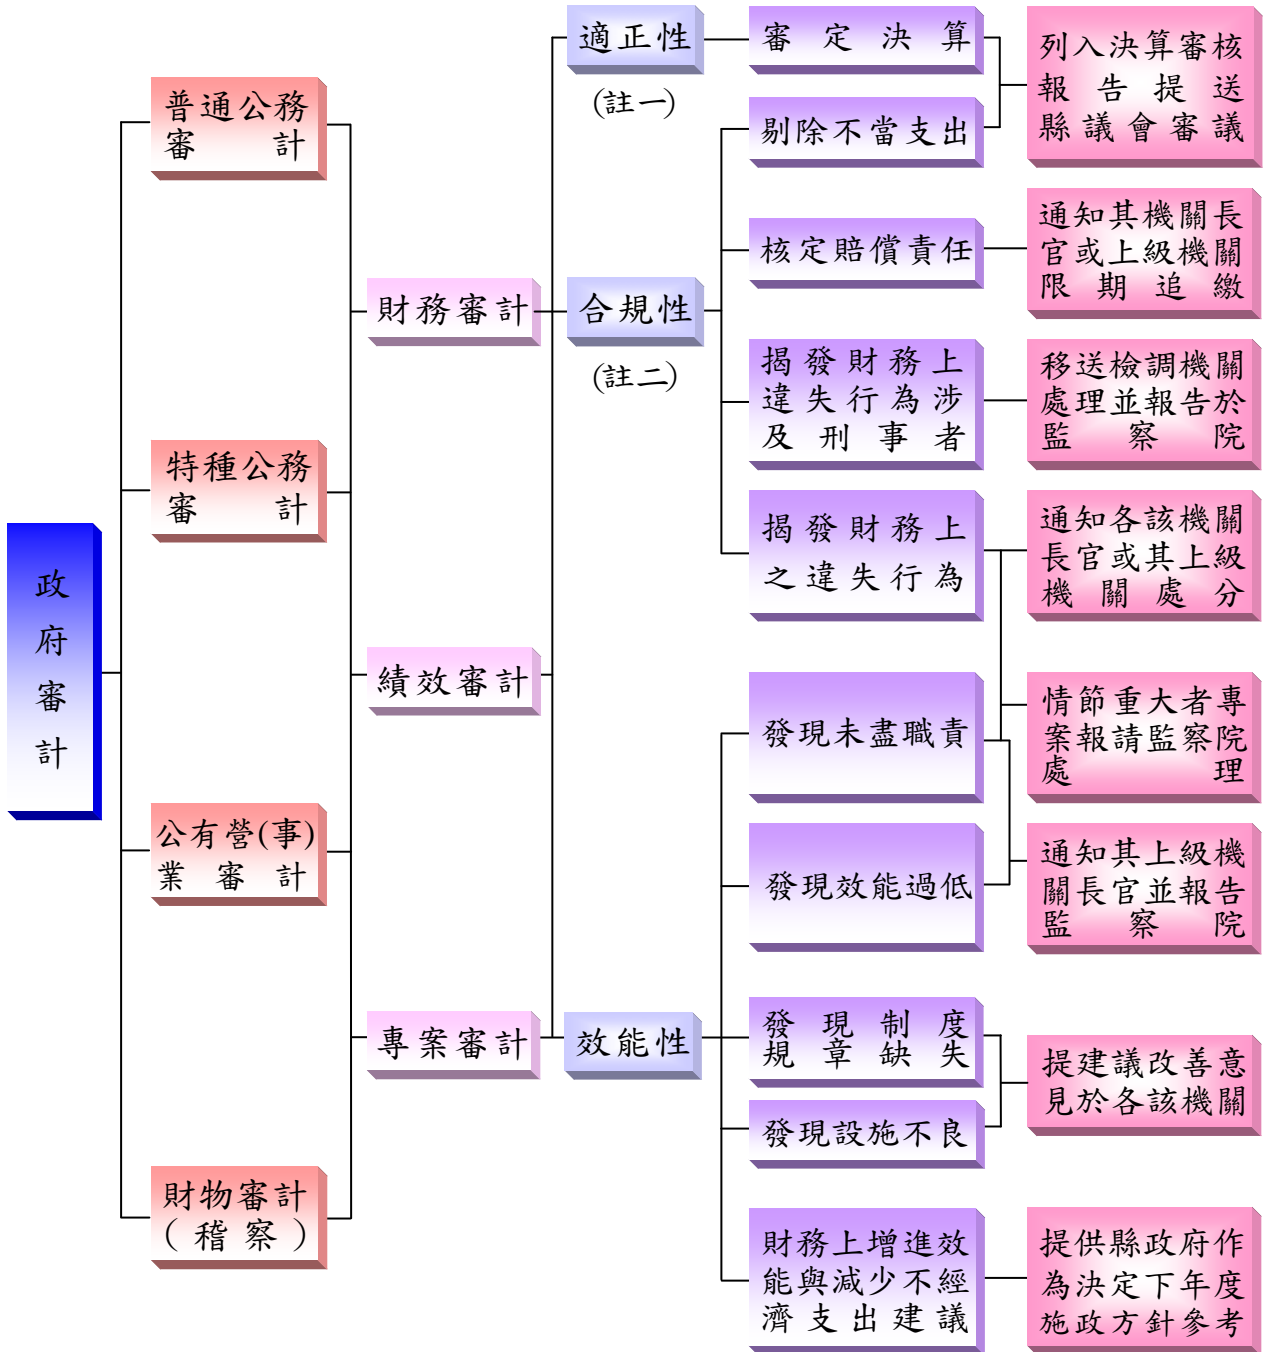 政
府
審
計
普通公務
審計
特種公務
審計
公有營(事)
業審計
財物審計
(稽察)
財務審計
績效審計
專案審計
適正性
(註一)
合規性
(註二)
效能性
審定決算
剔除不當支出
核定賠償責任
揭發財務上
違失行為涉
及刑事者
揭發財務上
之違失行為
發現未盡職責
發現效能過低
發現制度
規章缺失
發現設施不良
財務上增進效
能與減少不經
濟支出建議
列入決算審核
報告提送
縣議會審議
通知其機關長
官或上級機關
限期追繳
移送檢調機關
處理並報告於
監察院
通知各該機關
長官或其上級
機關處分
情節重大者專
案報請監察院
處理
通知其上級機
關長官並報告
監察院
提建議改善意
見於各該機關
提供縣政府作
為決定下年度
施政方針參考